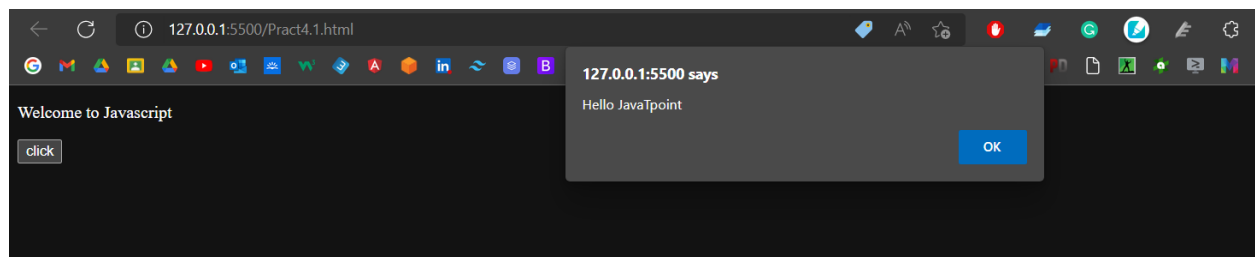 127.0.0.1:5500/Pract4.1.html
127.0.0.1:5500 says
Hello JavaTpoint
OK
Welcome to Javascript
click